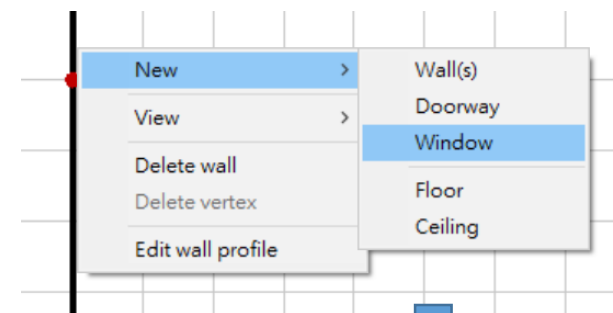 New
View
Delete wall
Delete vertex
Edit wall profile
Wall(s)
Doorway
Window
Floor
Ceiling